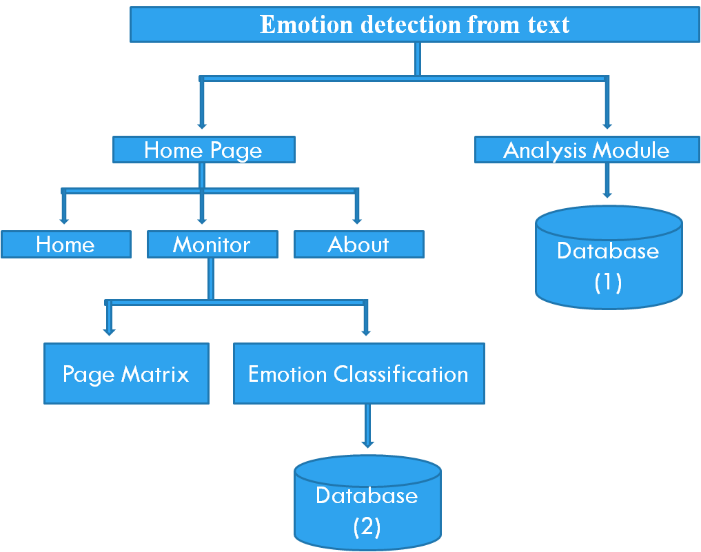 Emotion detection from text
Home Page
Analysis Module
Home
Monitor
About
Database
(1)
Page Matrix
Emotion Classification
Database
(2)